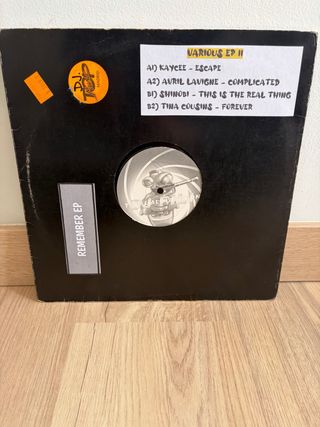 VARIOUS EP II
A1) KAYCEE – ESCAPE
A2) AVRIL LAVIGNE – COMPLICATED
B1) SHINOBI – THIS IS THE REAL THING
B2) TINA COUSINS – FOREVER
D.J.
REMEMBER EP